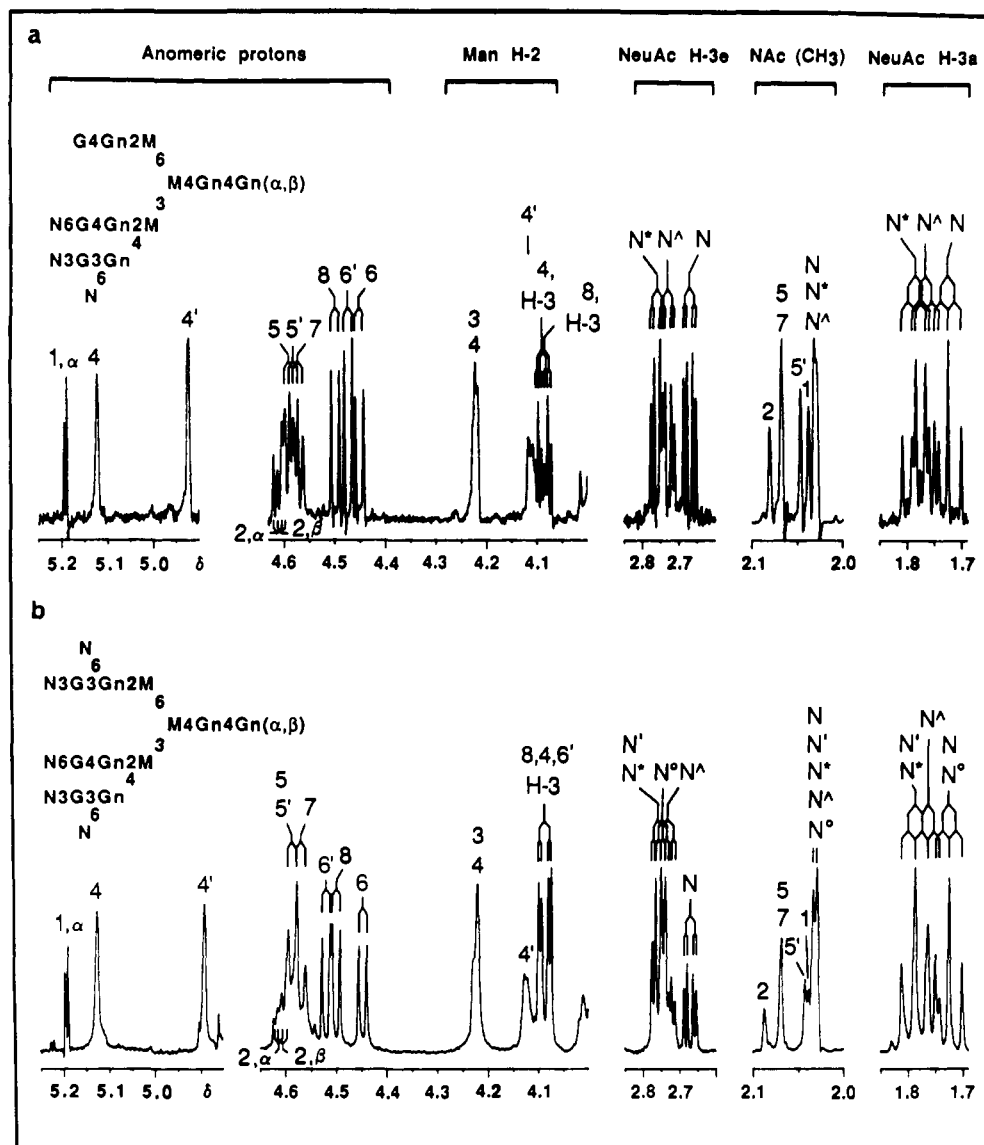 a
Anomeric protons
Man H-2
NeuAc H-3e
NAc (CH3)
NeuAc H-3a
G4Gn2M
6
M4Gn4Gn(α,β)
3
N6G4Gn2M
4
N3G3Gn
6
N
1,α
4
4'
5 5' 7
8 6' 6
2,α
2,β
3
4
4'
4,
H-3
8,
H-3
N* N^ N
2
5
7
5'
1
N
N*
N^
N* N^ N
5.2 5.1 5.0 δ
4.6 4.5 4.4 4.3 4.2 4.1
2.8 2.7
2.1 2.0
1.8 1.7
b
N
6
N3G3Gn2M
6
M4Gn4Gn(α,β)
3
N6G4Gn2M
4
N3G3Gn
6
N
1,α
4
4'
5
5' 7
6' 8
6
2,α
2,β
3
4
4'
8,4,6'
H-3
N'
N* N° N^
N
2
5
7
5'
1
N
N'
N*
N^
N°
N^
N' N
N* N°
5.2 5.1 5.0 δ
4.6 4.5 4.4 4.3 4.2 4.1
2.8 2.7
2.1 2.0
1.8 1.7